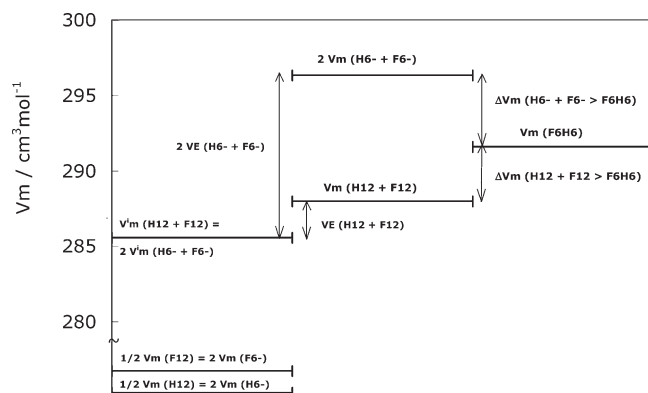 300
2 Vm (H6- + F6-)
295
ΔVm (H6- + F6- > F6H6)
2 VE (H6- + F6-)
Vm (F6H6)
290
Vm (H12 + F12)
ΔVm (H12 + F12 > F6H6)
Vⁱm (H12 + F12) =
VE (H12 + F12)
285
2 Vⁱm (H6- + F6-)
280
1/2 Vm (F12) = 2 Vm (F6-)
1/2 Vm (H12) = 2 Vm (H6-)
Vm / cm³mol⁻¹